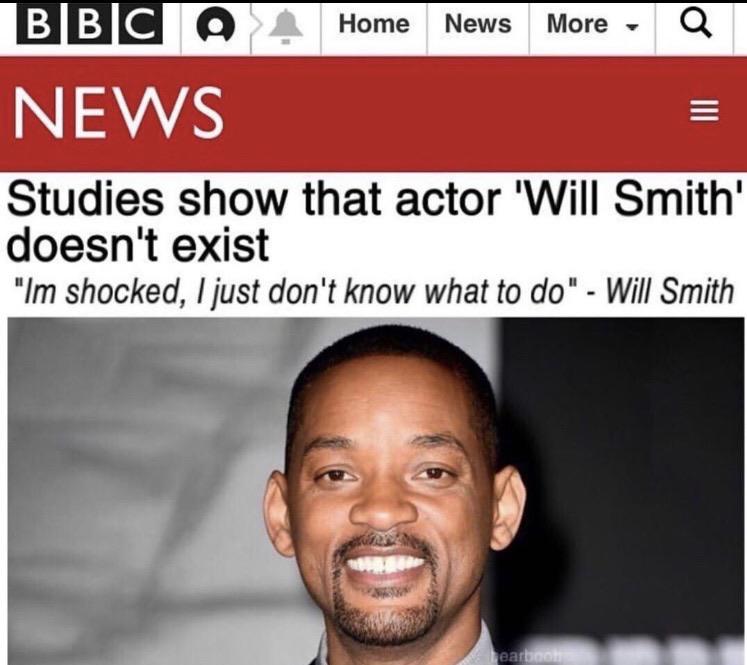 BBC Home News More
NEWS
Studies show that actor 'Will Smith'
doesn't exist
"Im shocked, I just don't know what to do" - Will Smith